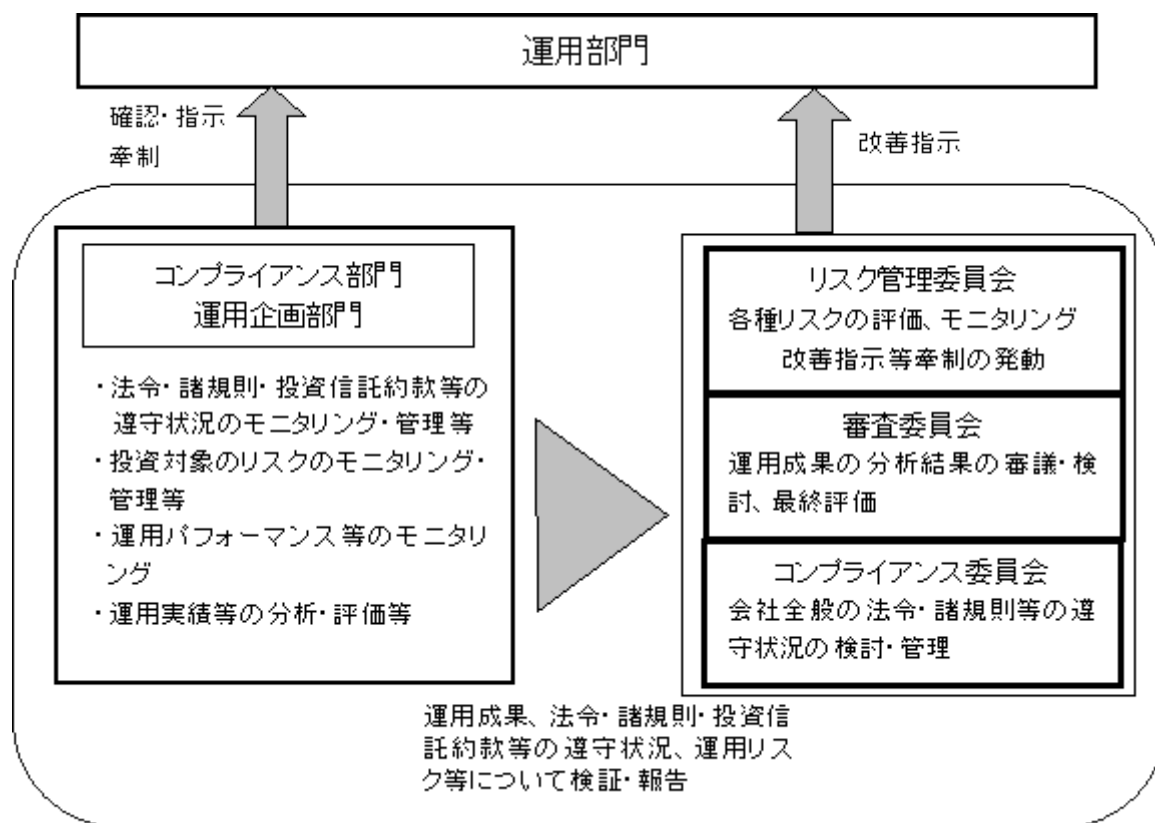 運用部門
確認・指示
牽制
改善指示
コンプライアンス部門
運用企画部門
・法令・諸規則・投資信託約款等の
遵守状況のモニタリング・管理等
・投資対象のリスクのモニタリング・
管理等
・運用パフォーマンス等のモニタリ
ング
・運用実績等の分析・評価等
リスク管理委員会
各種リスクの評価、モニタリング
改善指示等牽制の発動
審査委員会
運用成果の分析結果の審議・検
討、最終評価
コンプライアンス委員会
会社全般の法令・諸規則等の遵
守状況の検討・管理
運用成果、法令・諸規則・投資信
託約款等の遵守状況、運用リス
ク等について検証・報告